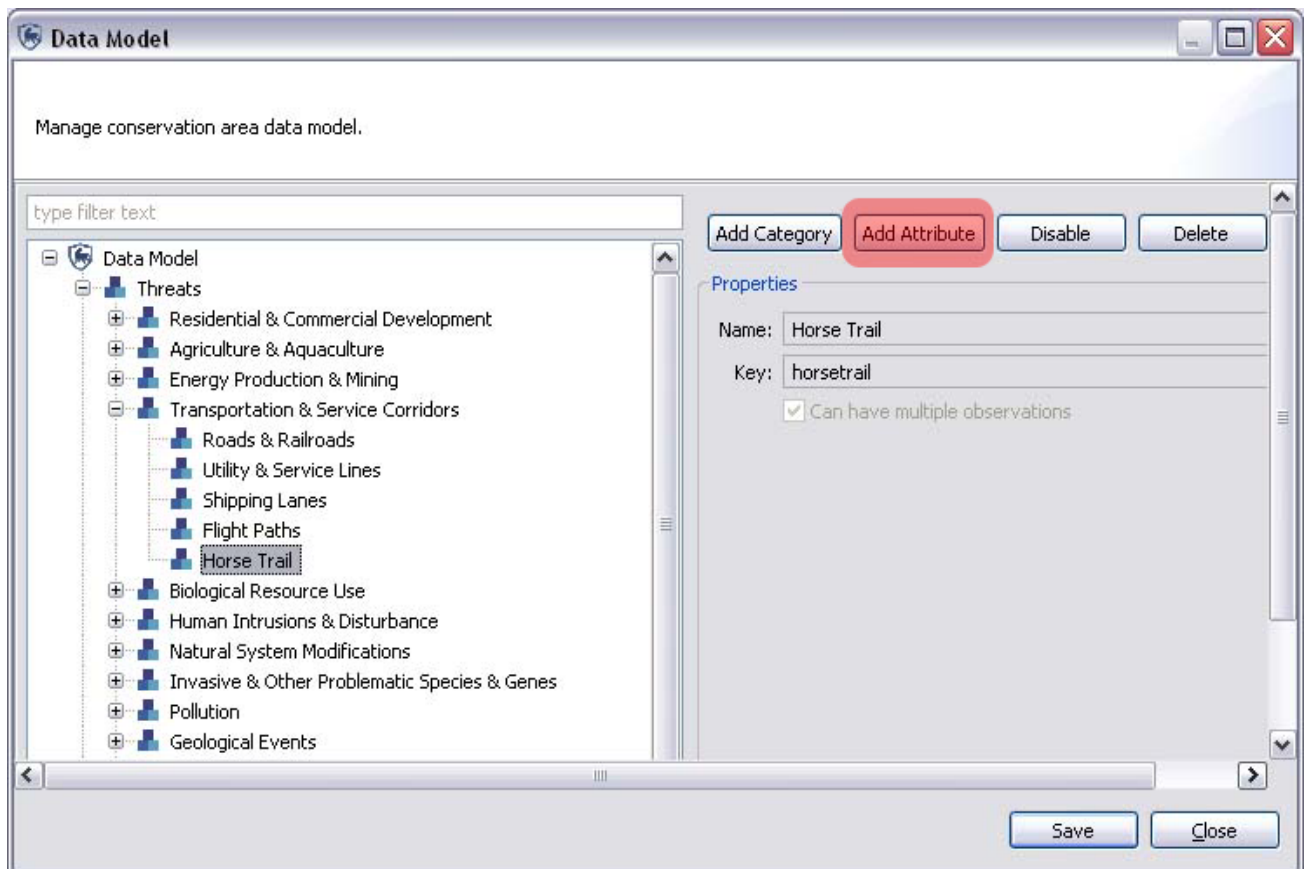 Data Model
Manage conservation area data model.
type filter text
Data Model
Threats
Residential & Commercial Development
Agriculture & Aquaculture
Energy Production & Mining
Transportation & Service Corridors
Roads & Railroads
Utility & Service Lines
Shipping Lanes
Flight Paths
Horse Trail
Biological Resource Use
Human Intrusions & Disturbance
Natural System Modifications
Invasive & Other Problematic Species & Genes
Pollution
Geological Events
Add Category Add Attribute Disable Delete
Properties
Name: Horse Trail
Key: horsetrail
Can have multiple observations
Save Close